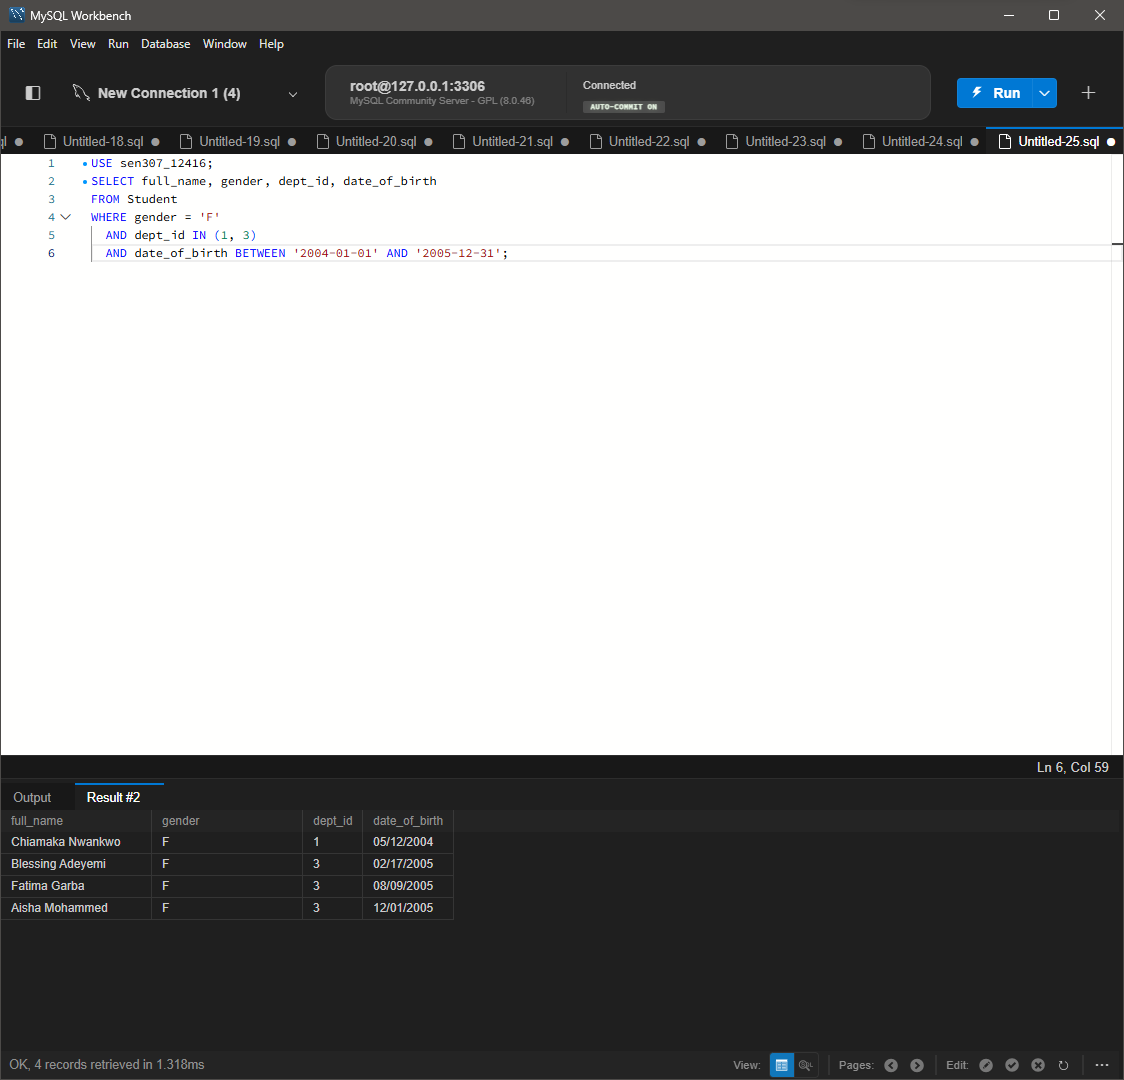 MySQL Workbench
File Edit View Run Database Window Help
New Connection 1 (4)
root@127.0.0.1:3306
MySQL Community Server - GPL (8.0.46)
Connected
AUTO-COMMIT ON
Run
ql Untitled-18.sql Untitled-19.sql Untitled-20.sql Untitled-21.sql Untitled-22.sql Untitled-23.sql Untitled-24.sql Untitled-25.sql
1 USE sen307_12416;
2 SELECT full_name, gender, dept_id, date_of_birth
3 FROM Student
4 WHERE gender = 'F'
5 AND dept_id IN (1, 3)
6 AND date_of_birth BETWEEN '2004-01-01' AND '2005-12-31';
Ln 6, Col 59
Output Result #2
full_name gender dept_id date_of_birth
Chiamaka Nwankwo F 1 05/12/2004
Blessing Adeyemi F 3 02/17/2005
Fatima Garba F 3 08/09/2005
Aisha Mohammed F 3 12/01/2005
OK, 4 records retrieved in 1.318ms View: Pages: Edit: